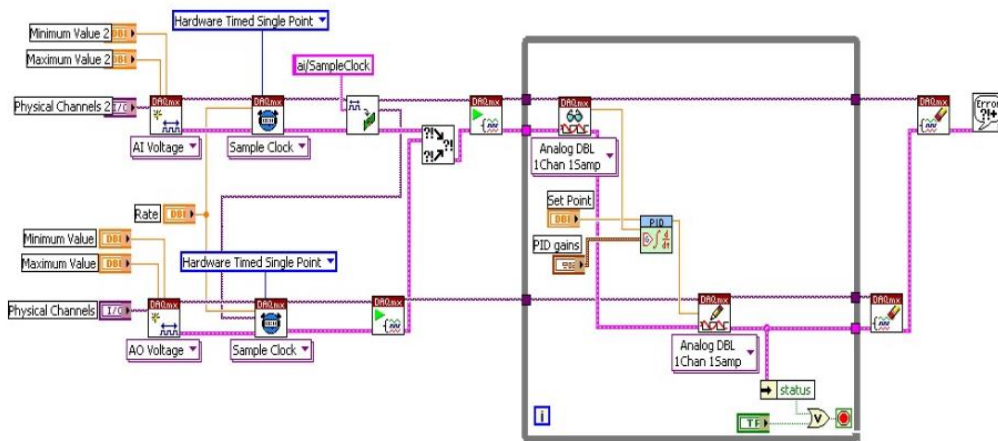 Hardware Timed Single Point
Minimum Value 2
DBL
Maximum Value 2
DBL
ai/SampleClock
Physical Channels 2
I/O
DAQmx
DAQmx
DAQmx
DAQmx
DAQmx
Error
?!+
AI Voltage
Sample Clock
Analog DBL
1Chan 1Samp
Set Point
DBL
PID
Rate
DBL
PID gains
Minimum Value
DBL
Hardware Timed Single Point
Maximum Value
DBL
Physical Channels
I/O
DAQmx
DAQmx
DAQmx
DAQmx
DAQmx
AO Voltage
Sample Clock
Analog DBL
1Chan 1Samp
status
i
TF
V